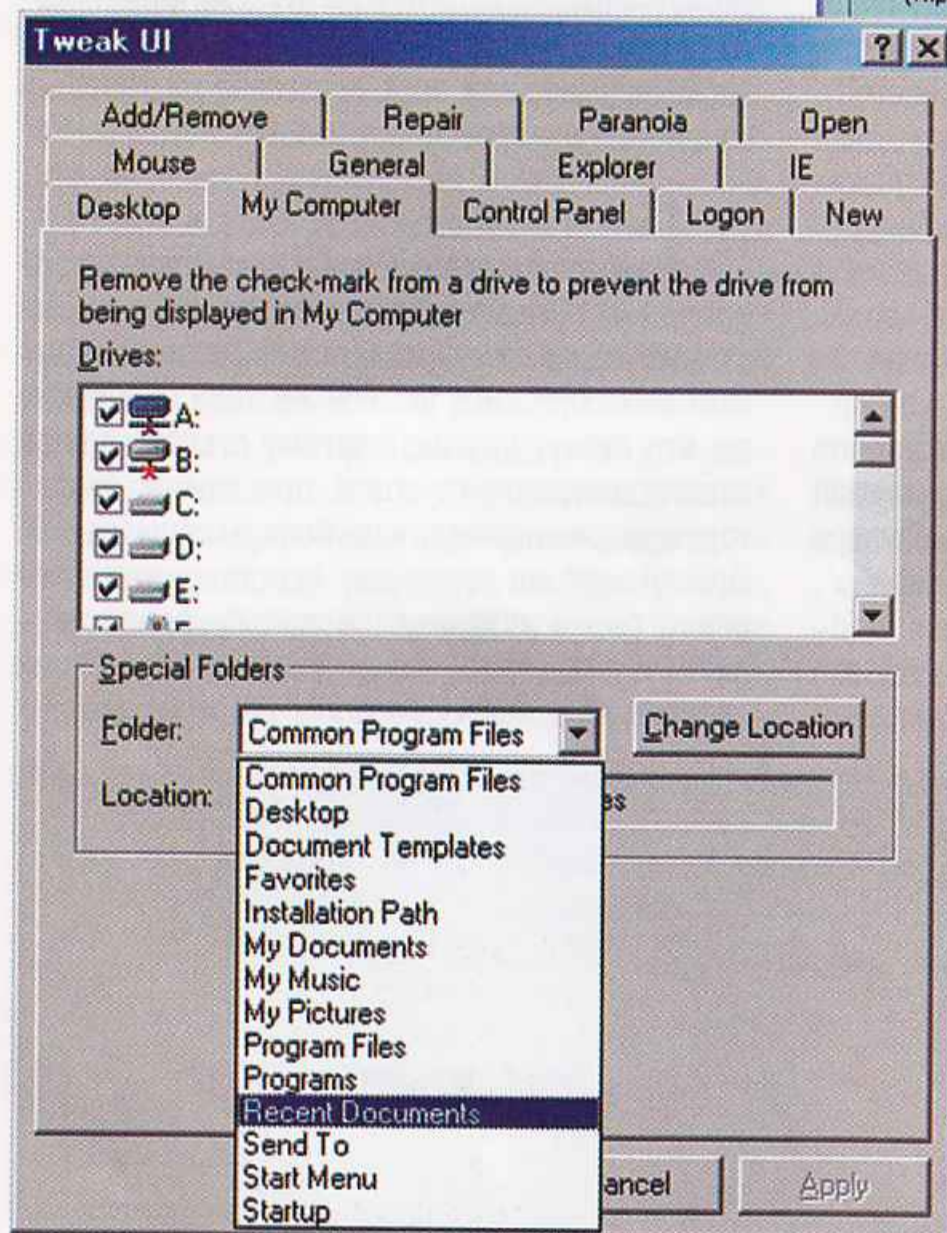 Tweak UI
Add/Remove Repair Paranoia Open
Mouse General Explorer IE
Desktop My Computer Control Panel Logon New
Remove the check-mark from a drive to prevent the drive from
being displayed in My Computer
Drives:
A:
B:
C:
D:
E:
Special Folders
Folder: Common Program Files Change Location
Location: es
Common Program Files
Desktop
Document Templates
Favorites
Installation Path
My Documents
My Music
My Pictures
Program Files
Programs
Recent Documents
Send To
Start Menu
Startup
ancel Apply